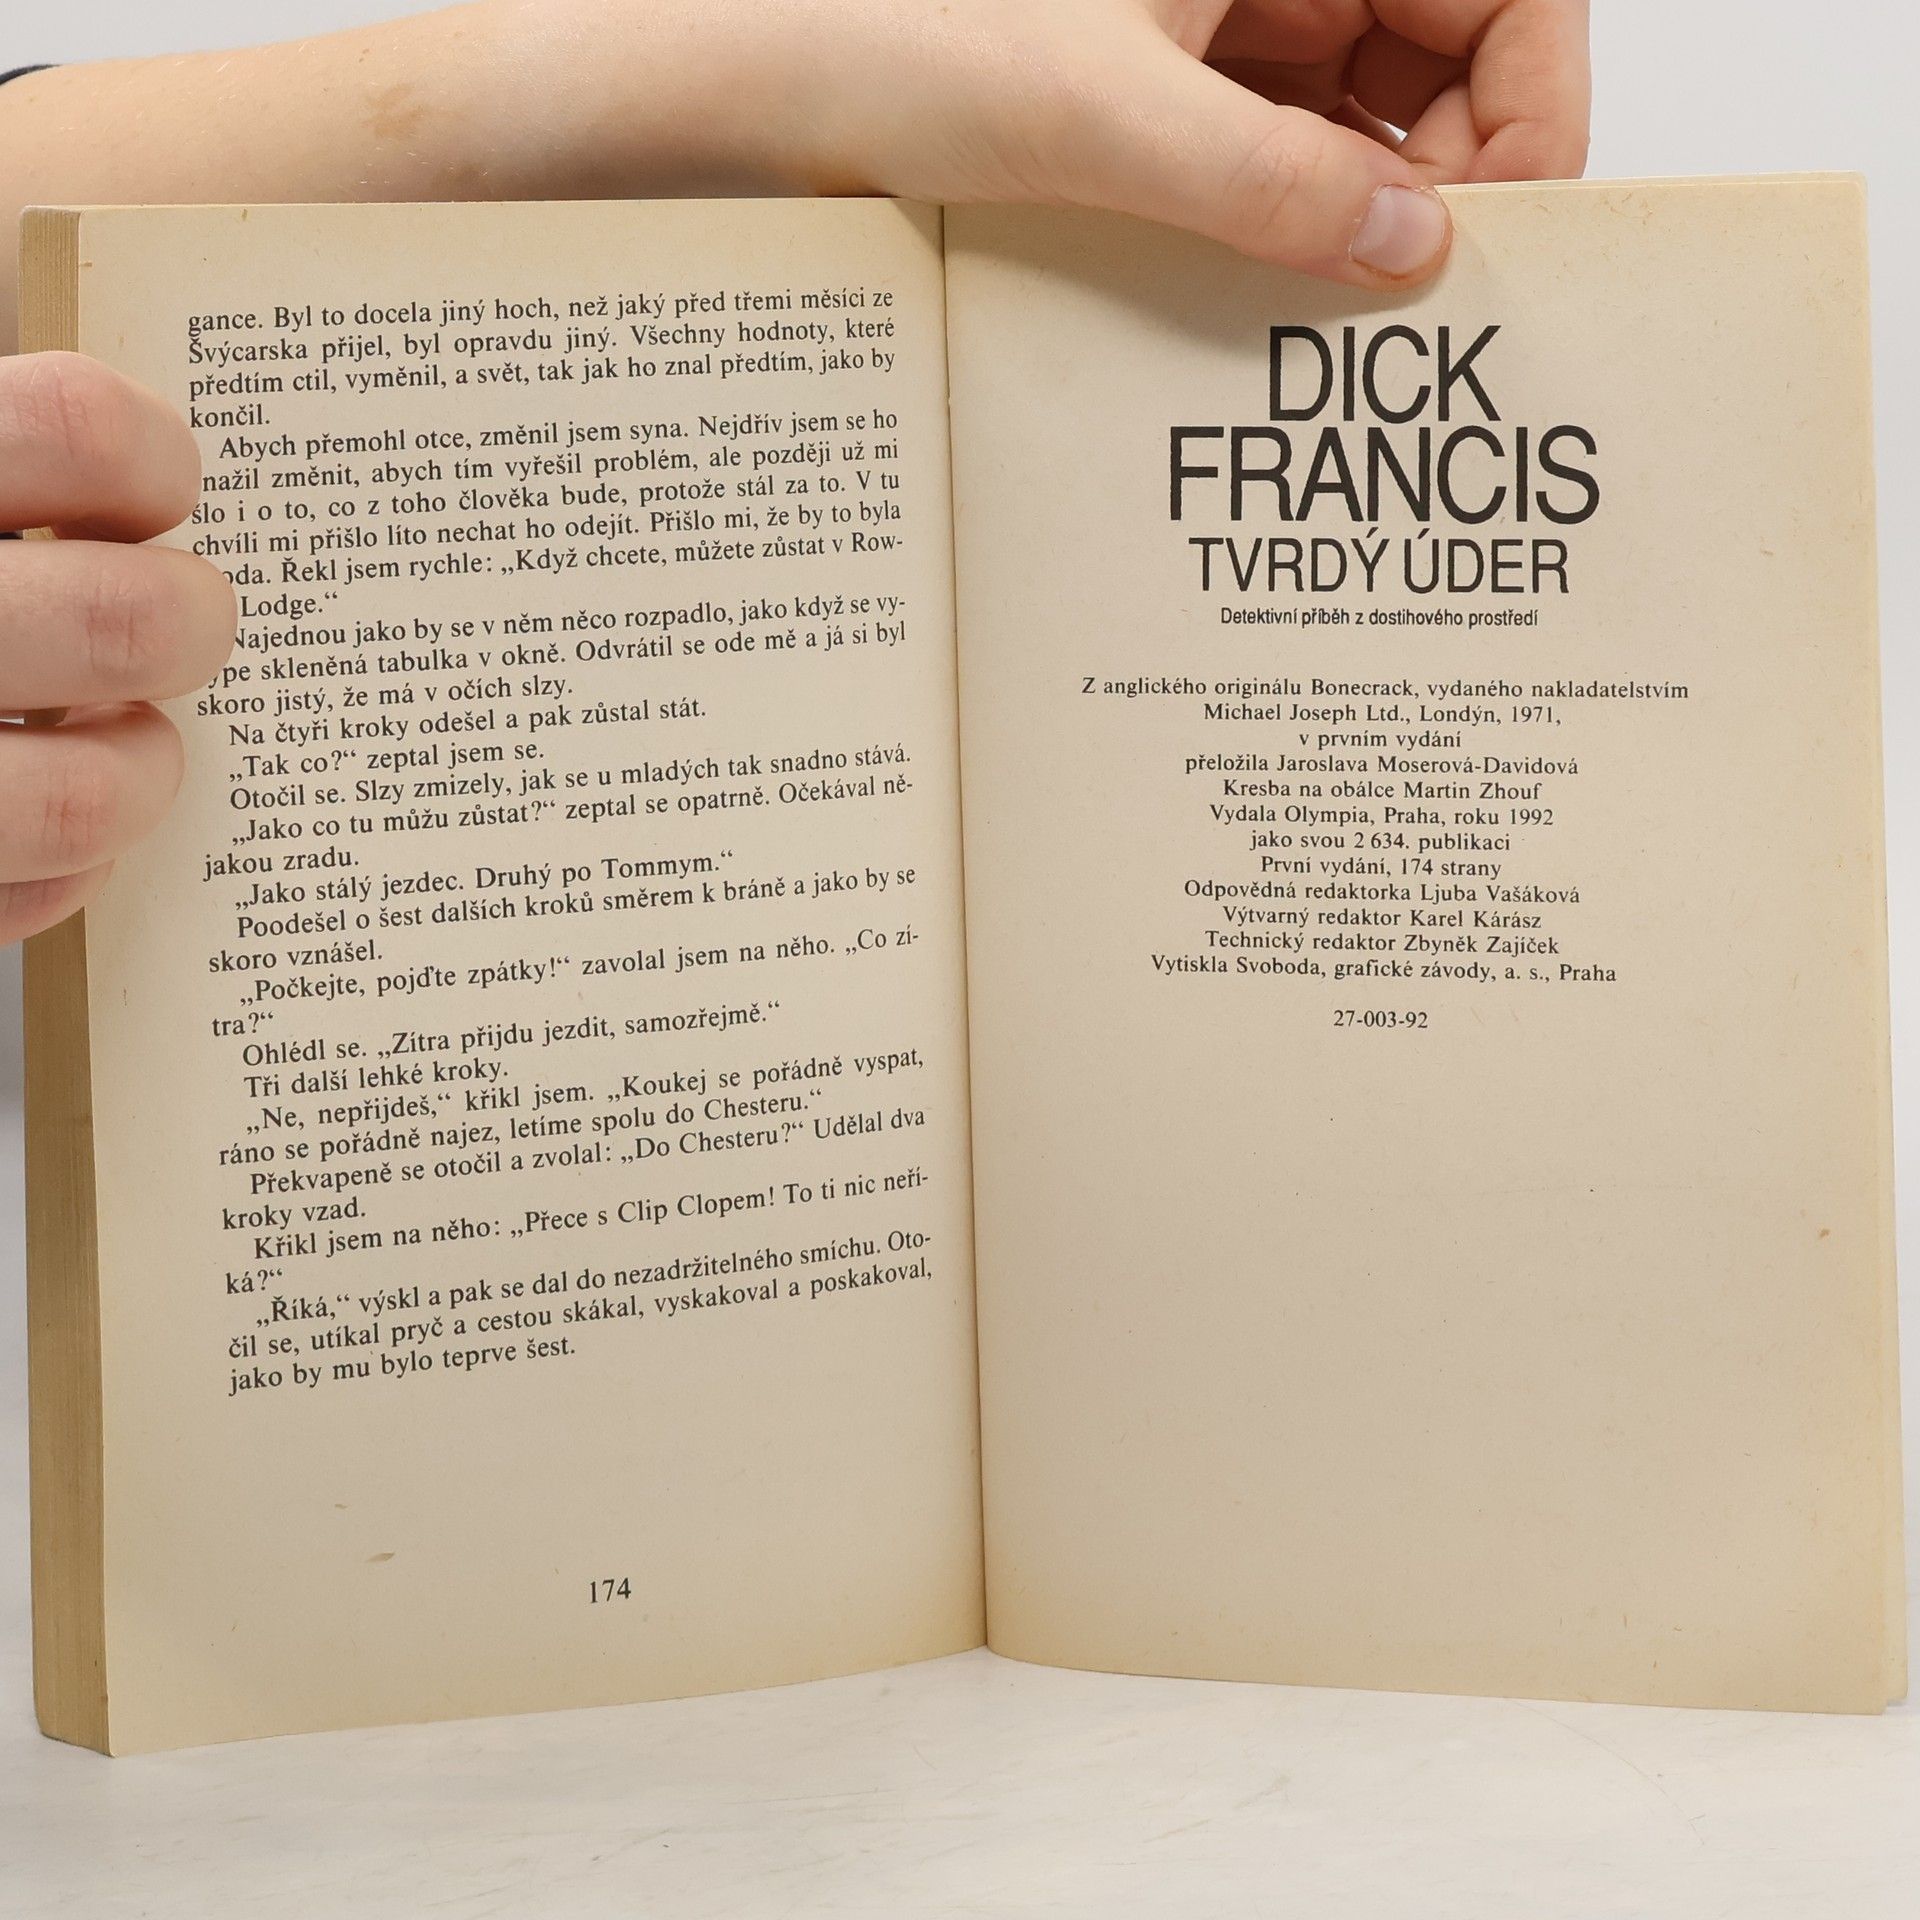 gance. Byl to docela jiný hoch, než jaký před třemi měsíci ze
Švýcarska přijel, byl opravdu jiný. Všechny hodnoty, které
předtím ctil, vyměnil, a svět, tak jak ho znal předtím, jako by
končil.
Abych přemohl otce, změnil jsem syna. Nejdřív jsem se ho
nažil změnit, abych tím vyřešil problém, ale později už mi
šlo i o to, co z toho člověka bude, protože stál za to. V tu
chvíli mi přišlo líto nechat ho odejít. Přišlo mi, že by to byla
oda. Řekl jsem rychle: „Když chcete, můžete zůstat v Row-
Lodge.“
Najednou jako by se v něm něco rozpadlo, jako když se vy-
ype skleněná tabulka v okně. Odvrátil se ode mě a já si byl
skoro jistý, že má v očích slzy.
Na čtyři kroky odešel a pak zůstal stát.
„Tak co?“ zeptal jsem se.
Otočil se. Slzy zmizely, jak se u mladých tak snadno stává.
„Jako co tu můžu zůstat?“ zeptal se opatrně. Očekával ně-
jakou zradu.
„Jako stálý jezdec. Druhý po Tommym.“
Poodešel o šest dalších kroků směrem k bráně a jako by se
skoro vznášel.
„Počkejte, pojďte zpátky!“ zavolal jsem na něho. „Co zí-
tra?“
Ohlédl se. „Zítra přijdu jezdit, samozřejmě.“
Tři další lehké kroky.
„Ne, nepřijdeš,“ křikl jsem. „Koukej se pořádně vyspat,
ráno se pořádně najez, letíme spolu do Chesteru.“
Překvapeně se otočil a zvolal: „Do Chesteru?“ Udělal dva
kroky vzad.
Křikl jsem na něho: „Přece s Clip Clopem! To ti nic neří-
ká?“
„Říká,“ výskl a pak se dal do nezadržitelného smíchu. Oto-
čil se, utíkal pryč a cestou skákal, vyskakoval a poskakoval,
jako by mu bylo teprve šest.
174
DICK
FRANCIS
TVRDÝ ÚDER
Detektivní příběh z dostihového prostředí
Z anglického originálu Bonecrack, vydaného nakladatelstvím
Michael Joseph Ltd., Londýn, 1971,
v prvním vydání
přeložila Jaroslava Moserová-Davidová
Kresba na obálce Martin Zhouf
Vydala Olympia, Praha, roku 1992
jako svou 2 634. publikaci
První vydání, 174 strany
Odpovědná redaktorka Ljuba Vašáková
Výtvarný redaktor Karel Kárász
Technický redaktor Zbyněk Zajíček
Vytiskla Svoboda, grafické závody, a. s., Praha
27-003-92